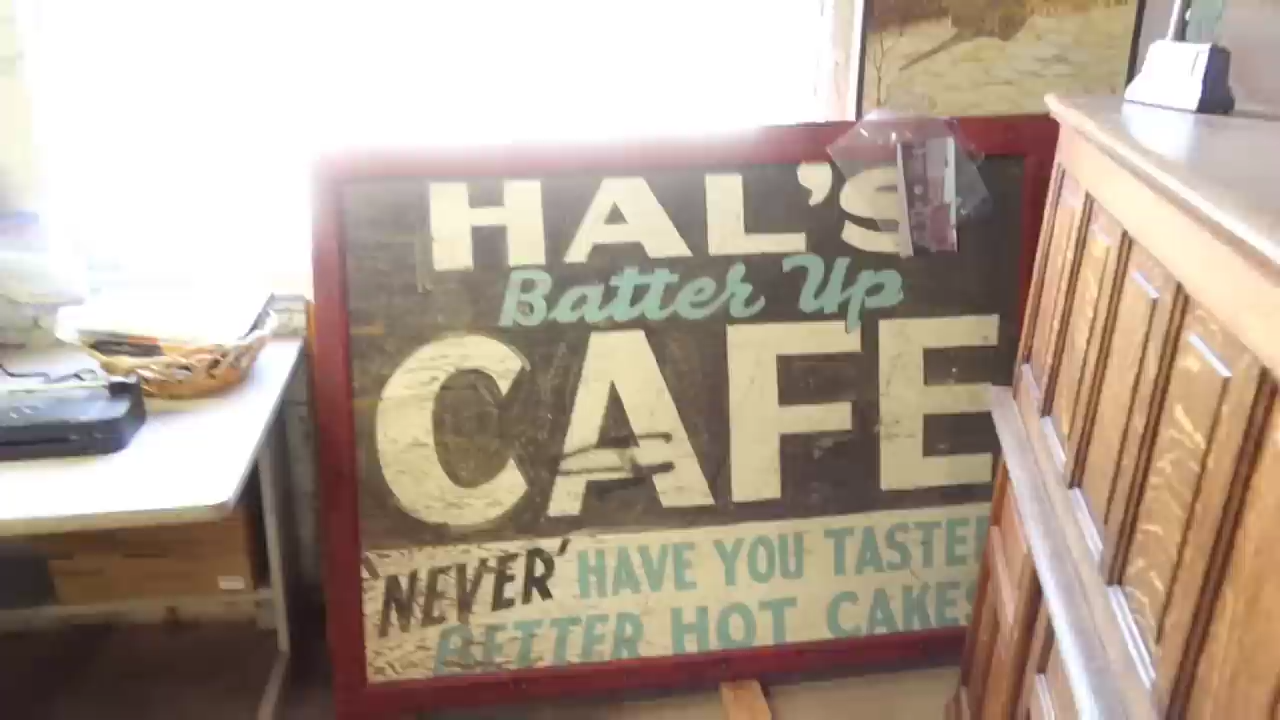 HAL'S
Batter Up
CAFE
'NEVER' HAVE YOU TASTED
BETTER HOT CAKES